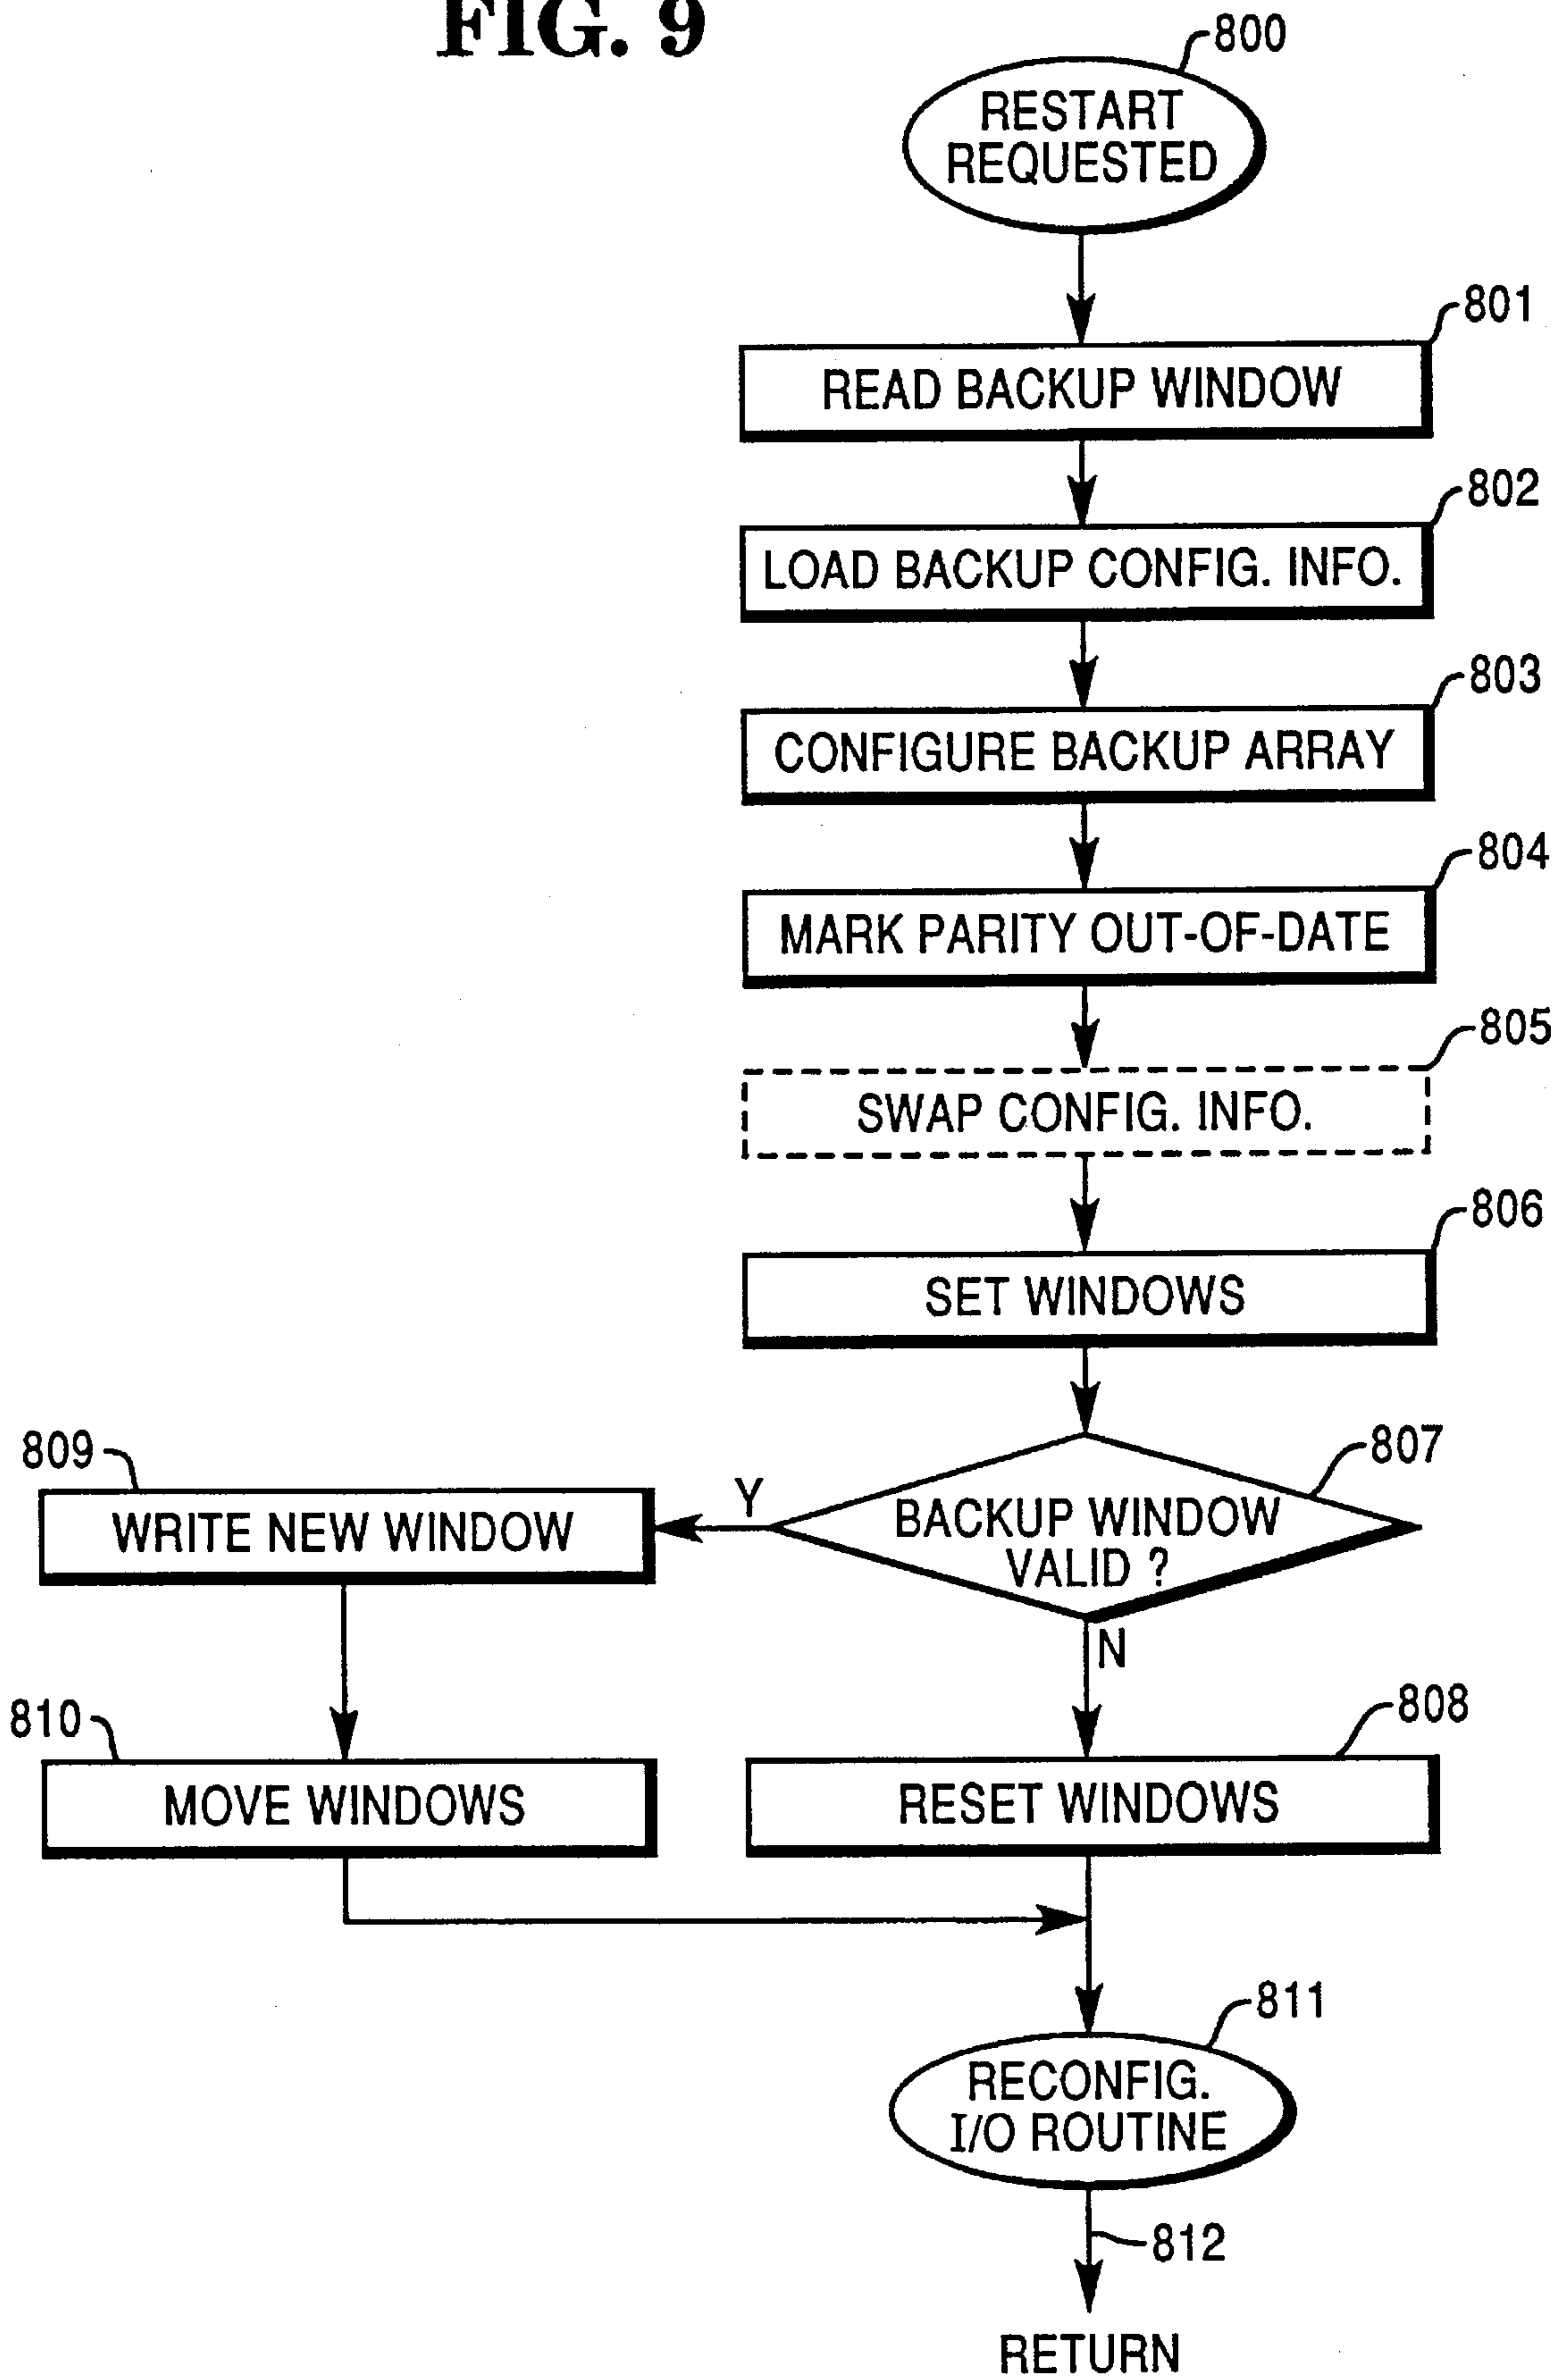 FIG. 9
800
RESTART
REQUESTED
801
READ BACKUP WINDOW
802
LOAD BACKUP CONFIG. INFO.
803
CONFIGURE BACKUP ARRAY
804
MARK PARITY OUT-OF-DATE
805
SWAP CONFIG. INFO.
806
SET WINDOWS
807
BACKUP WINDOW
VALID ?
Y
809
WRITE NEW WINDOW
N
810
MOVE WINDOWS
808
RESET WINDOWS
811
RECONFIG.
I/O ROUTINE
812
RETURN